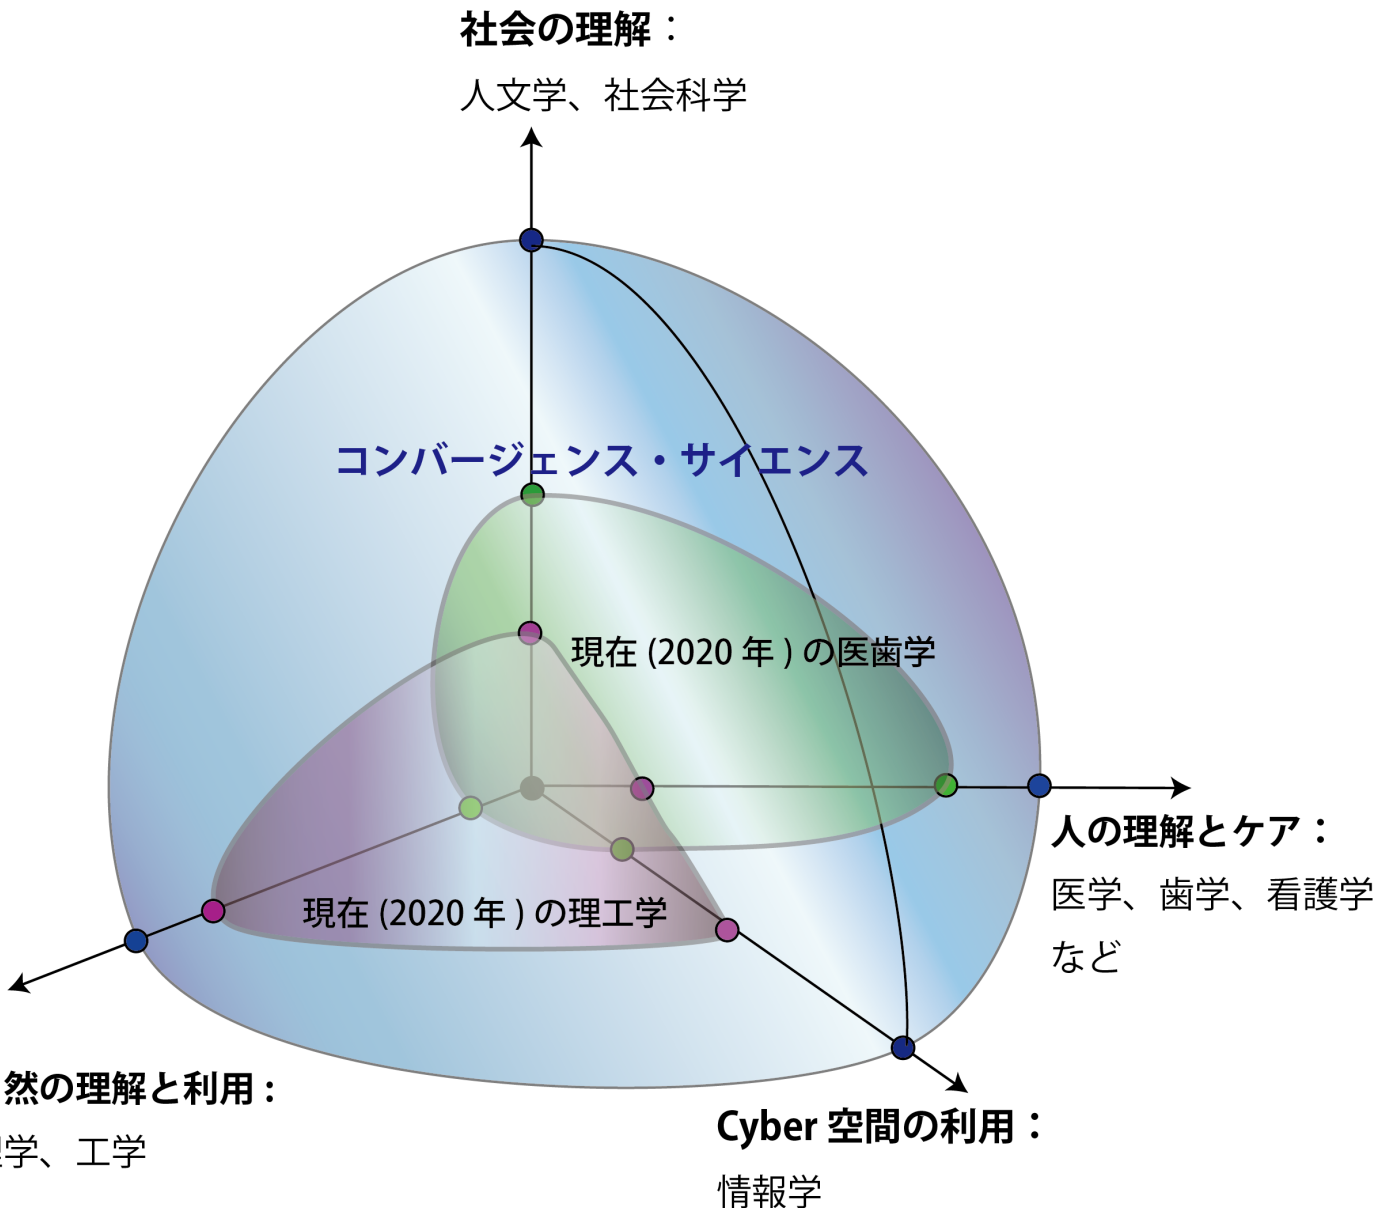 社会の理解：
人文学、社会科学
コンバージェンス・サイエンス
現在 (2020 年 ) の医歯学
人の理解とケア：
医学、歯学、看護学
など
現在 (2020 年 ) の理工学
然の理解と利用 :
学、工学
Cyber 空間の利用：
情報学